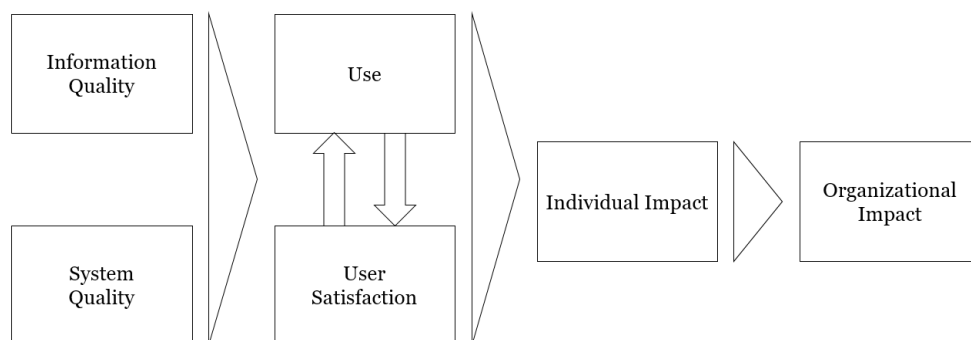 Information
Quality
Use
Individual Impact
Organizational
Impact
System
Quality
User
Satisfaction